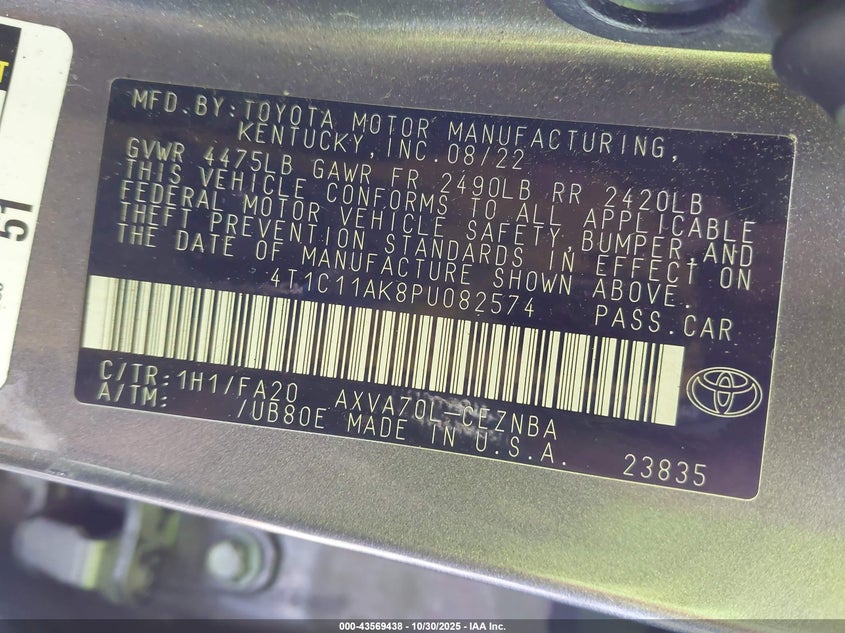 T
51
MFD.BY:TOYOTA MOTOR MANUFACTURING,
KENTUCKY,INC.08/22
GVWR 4475LB GAWR FR 2490LB RR 2420LB
THIS VEHICLE CONFORMS TO ALL APPLICABLE
FEDERAL MOTOR VEHICLE SAFETY,BUMPER,AND
THEFT PREVENTION STANDARDS IN EFFECT ON
THE DATE OF MANUFACTURE SHOWN ABOVE.
4T1C11AK8PU082574 PASS.CAR
C/TR:1H1/FA20 AXVA70L-CEZNBA
A/TM: /UB80E MADE IN U.S.A.
23835
000-43569438 - 10/30/2025 - IAA Inc.